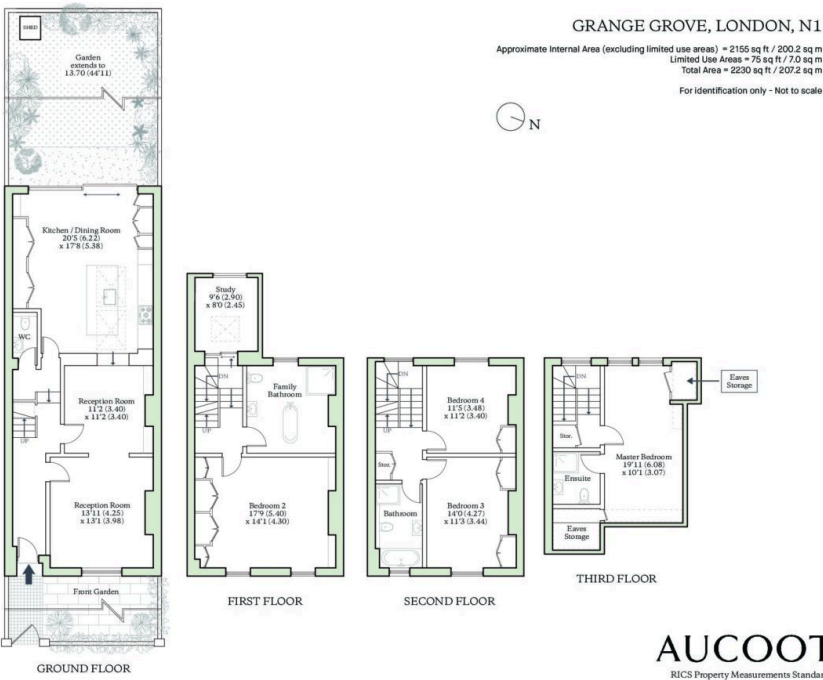 GRANGE GROVE, LONDON, N1
Approximate Internal Area (excluding limited use areas) = 2155 sq ft / 200.2 sq m
Limited Use Areas = 75 sq ft / 7.0 sq m
Total Area = 2230 sq ft / 207.2 sq m
For identification only - Not to scale
N
SHED
Garden
extends to
13.70 (44'11)
Kitchen / Dining Room
20'5 (6.22)
x 17'8 (5.38)
WC
Reception Room
11'2 (3.40)
x 11'2 (3.40)
UP
Reception Room
13'11 (4.25)
x 13'1 (3.98)
Front Garden
GROUND FLOOR
Study
9'6 (2.90)
x 8'0 (2.45)
DN
Family
Bathroom
UP
Bedroom 2
17'9 (5.40)
x 14'1 (4.30)
FIRST FLOOR
DN
Bedroom 4
11'5 (3.48)
x 11'2 (3.40)
UP
Stor.
Bathroom
Bedroom 3
14'0 (4.27)
x 11'3 (3.44)
SECOND FLOOR
DN
Eaves
Storage
Stor.
Master Bedroom
19'11 (6.08)
x 10'1 (3.07)
Ensuite
Eaves
Storage
THIRD FLOOR
AUCOOT
RICS Property Measurements Standar